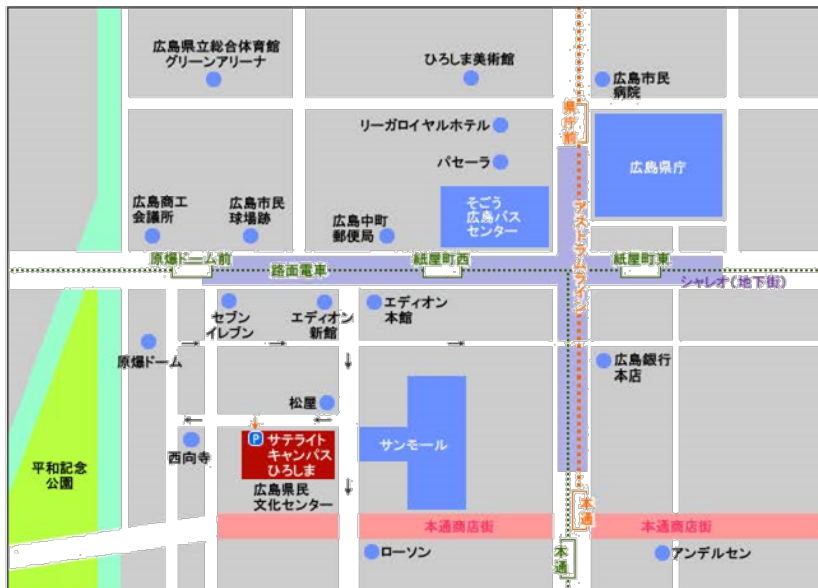 広島県立総合体育館
グリーンアリーナ
ひろしま美術館
広島市民
病院
県庁前
リーガロイヤルホテル
パセーラ
広島県庁
広島商工
会議所
広島市民
球場跡
広島中町
郵便局
そごう
広島バス
センター
アストラムライン
原爆ドーム前
路面電車
紙屋町西
紙屋町東
シャレオ(地下街)
セブン
イレブン
エディオン
新館
エディオン
本館
原爆ドーム
広島銀行
本店
松屋
西向寺
P
サテライト
キャンパス
ひろしま
サンモール
平和記念
公園
広島県民
文化センター
本通
本通商店街
本通商店街
ローソン
本通
アンデルセン